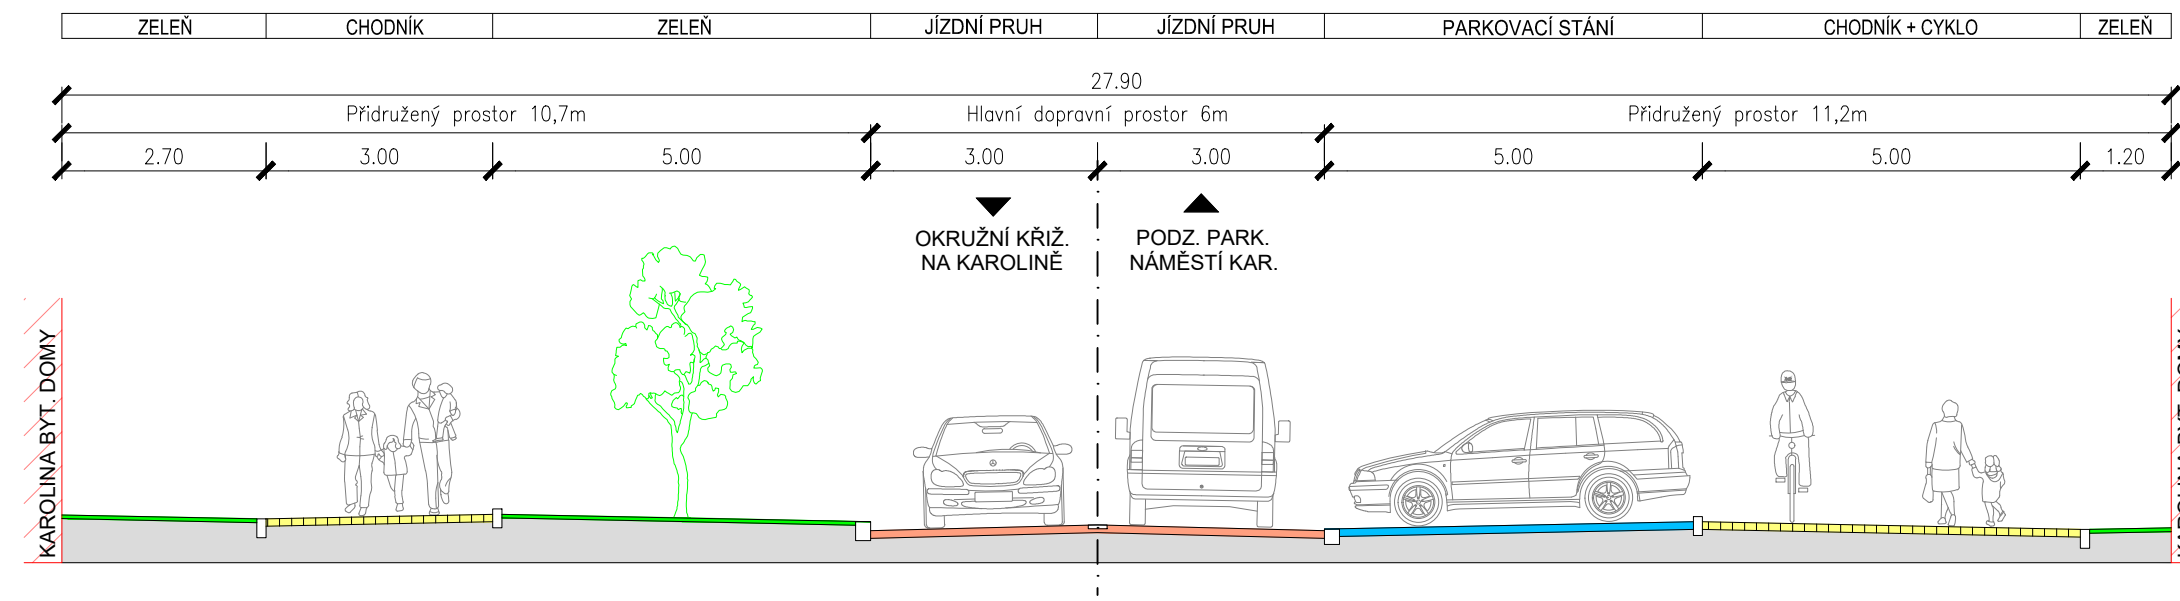 ZELEŇ CHODNÍK ZELEŇ JÍZDNÍ PRUH JÍZDNÍ PRUH PARKOVACÍ STÁNÍ CHODNÍK + CYKLO ZELEŇ
27.90
Přidružený prostor 10,7m Hlavní dopravní prostor 6m Přidružený prostor 11,2m
2.70 3.00 5.00 3.00 3.00 5.00 5.00 1.20
OKRUŽNÍ KŘIŽ.
NA KAROLINĚ
PODZ. PARK.
NÁMĚSTÍ KAR.
KAROLINA BYT. DOMY